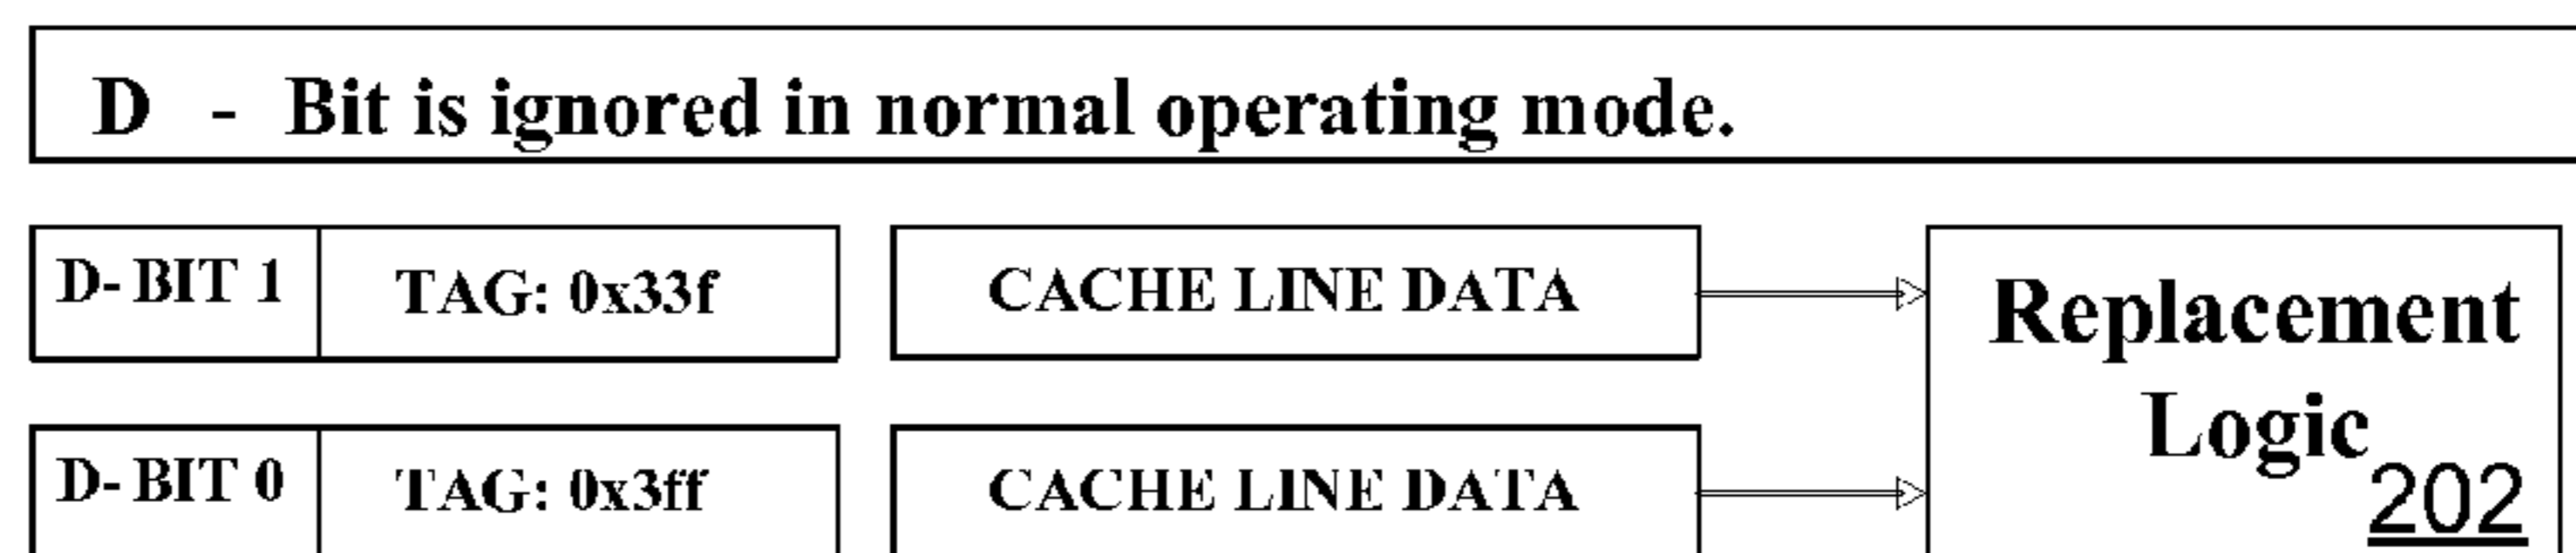 D - Bit is ignored in normal operating mode.
D- BIT 1 TAG: 0x33f CACHE LINE DATA
Replacement
Logic
202
D- BIT 0 TAG: 0x3ff CACHE LINE DATA